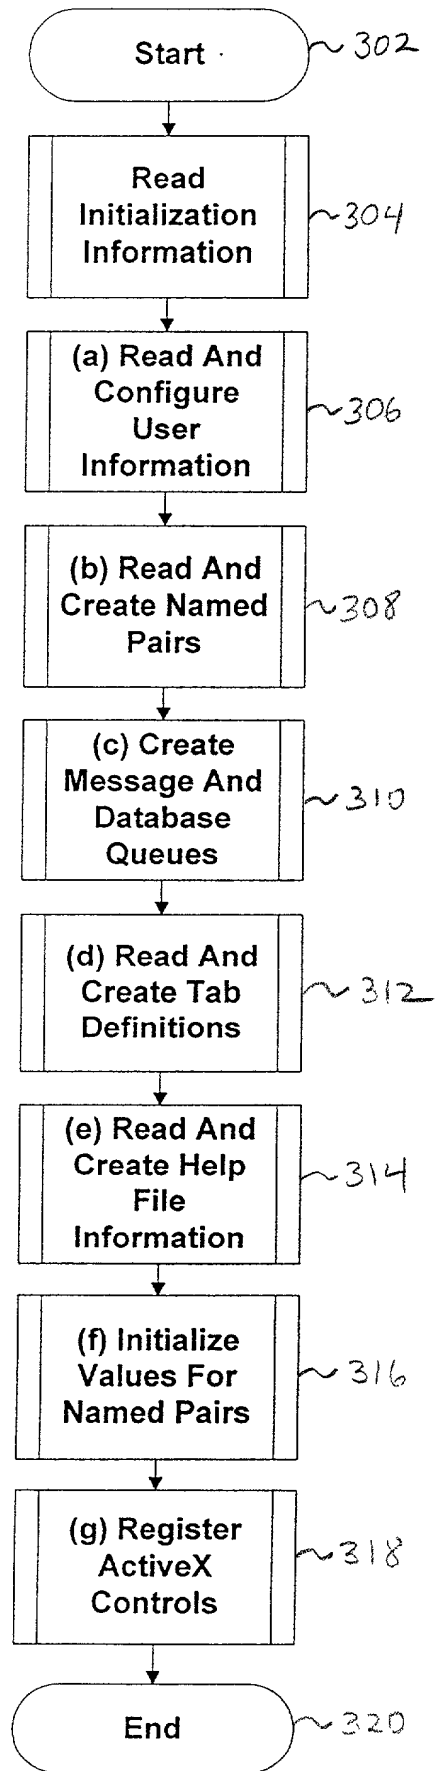 Start
302
Read
Initialization
Information
304
(a) Read And
Configure
User
Information
306
(b) Read And
Create Named
Pairs
308
(c) Create
Message And
Database
Queues
310
(d) Read And
Create Tab
Definitions
312
(e) Read And
Create Help
File
Information
314
(f) Initialize
Values For
Named Pairs
316
(g) Register
ActiveX
Controls
318
End
320